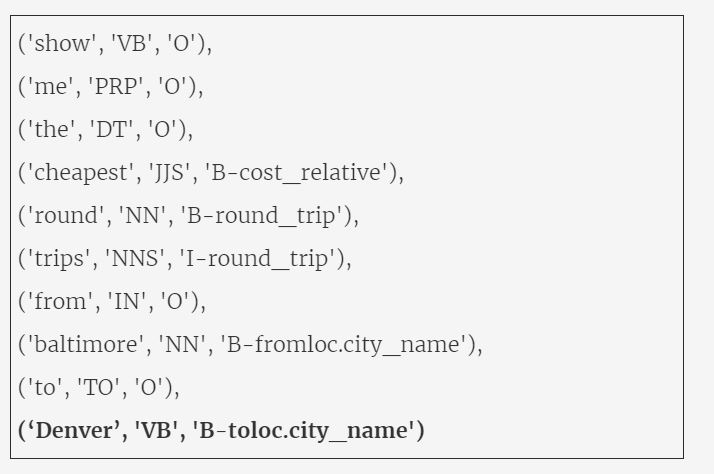 ('show', 'VB', 'O'),
('me', 'PRP', 'O'),
('the', 'DT', 'O'),
('cheapest', 'JJS', 'B-cost_relative'),
('round', 'NN', 'B-round_trip'),
('trips', 'NNS', 'I-round_trip'),
('from', 'IN', 'O'),
('baltimore', 'NN', 'B-fromloc.city_name'),
('to', 'TO', 'O'),
(‘Denver’, 'VB', 'B-toloc.city_name')